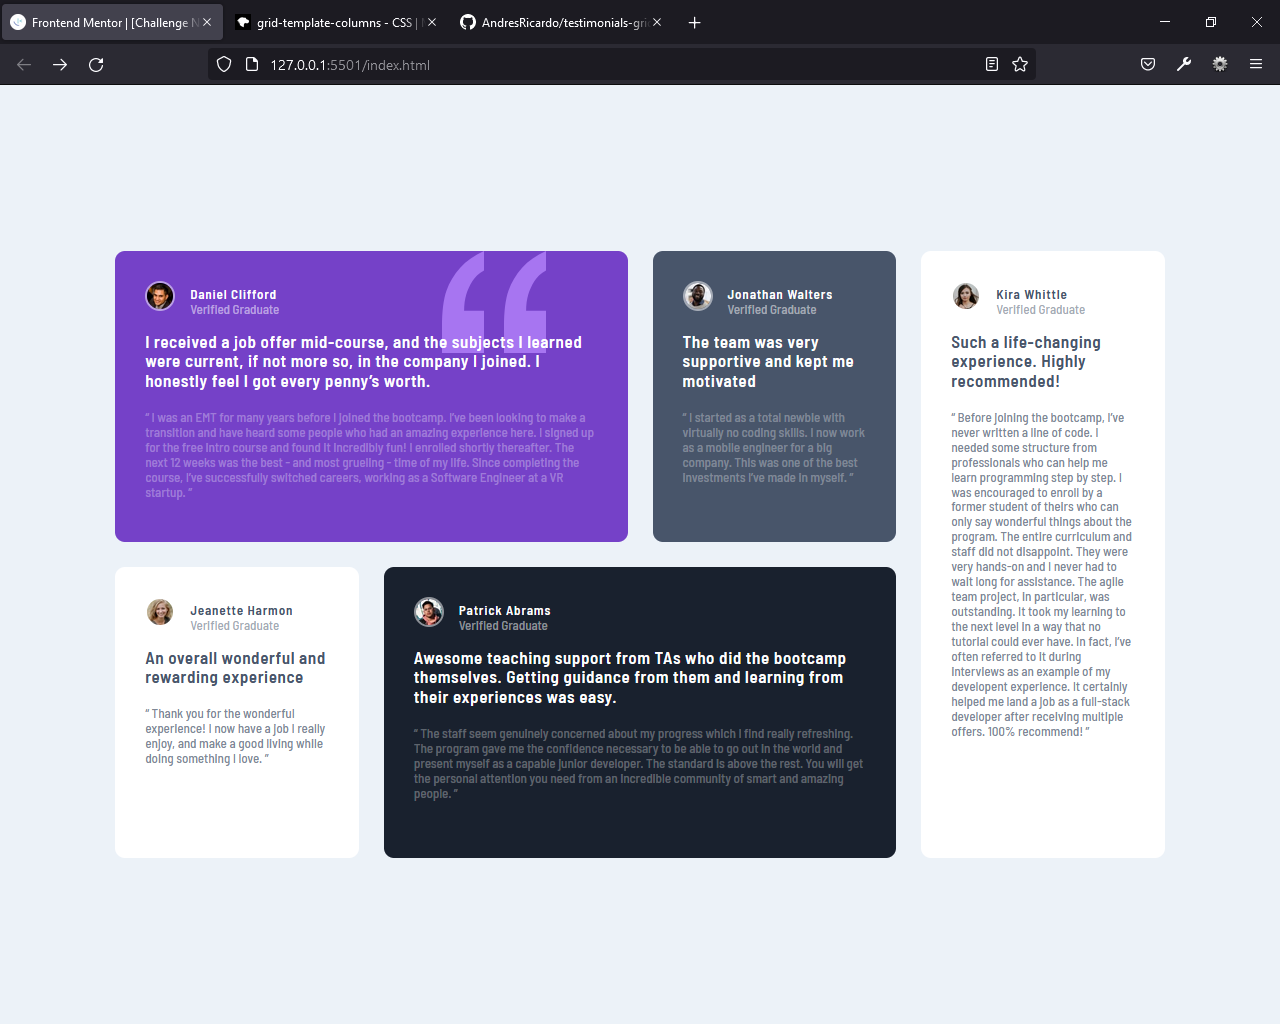 Frontend Mentor | [Challenge N
grid-template-columns - CSS |
AndresRicardo/testimonials-gri
127.0.0.1:5501/index.html
Daniel Clifford
Verified Graduate
I received a job offer mid-course, and the subjects I learned
were current, if not more so, in the company I joined. I
honestly feel I got every penny’s worth.
“ I was an EMT for many years before I joined the bootcamp. I’ve been looking to make a
transition and have heard some people who had an amazing experience here. I signed up
for the free intro course and found it incredibly fun! I enrolled shortly thereafter. The
next 12 weeks was the best - and most grueling - time of my life. Since completing the
course, I’ve successfully switched careers, working as a Software Engineer at a VR
startup. ”
Jonathan Walters
Verified Graduate
The team was very
supportive and kept me
motivated
“ I started as a total newbie with
virtually no coding skills. I now work
as a mobile engineer for a big
company. This was one of the best
investments I’ve made in myself. ”
Kira Whittle
Verified Graduate
Such a life-changing
experience. Highly
recommended!
“ Before joining the bootcamp, I’ve
never written a line of code. I
needed some structure from
professionals who can help me
learn programming step by step. I
was encouraged to enroll by a
former student of theirs who can
only say wonderful things about the
program. The entire curriculum and
staff did not disappoint. They were
very hands-on and I never had to
wait long for assistance. The agile
team project, in particular, was
outstanding. It took my learning to
the next level in a way that no
tutorial could ever have. In fact, I’ve
often referred to it during
interviews as an example of my
developent experience. It certainly
helped me land a job as a full-stack
developer after receiving multiple
offers. 100% recommend! ”
Jeanette Harmon
Verified Graduate
An overall wonderful and
rewarding experience
“ Thank you for the wonderful
experience! I now have a job I really
enjoy, and make a good living while
doing something I love. ”
Patrick Abrams
Verified Graduate
Awesome teaching support from TAs who did the bootcamp
themselves. Getting guidance from them and learning from
their experiences was easy.
“ The staff seem genuinely concerned about my progress which I find really refreshing.
The program gave me the confidence necessary to be able to go out in the world and
present myself as a capable junior developer. The standard is above the rest. You will get
the personal attention you need from an incredible community of smart and amazing
people. ”